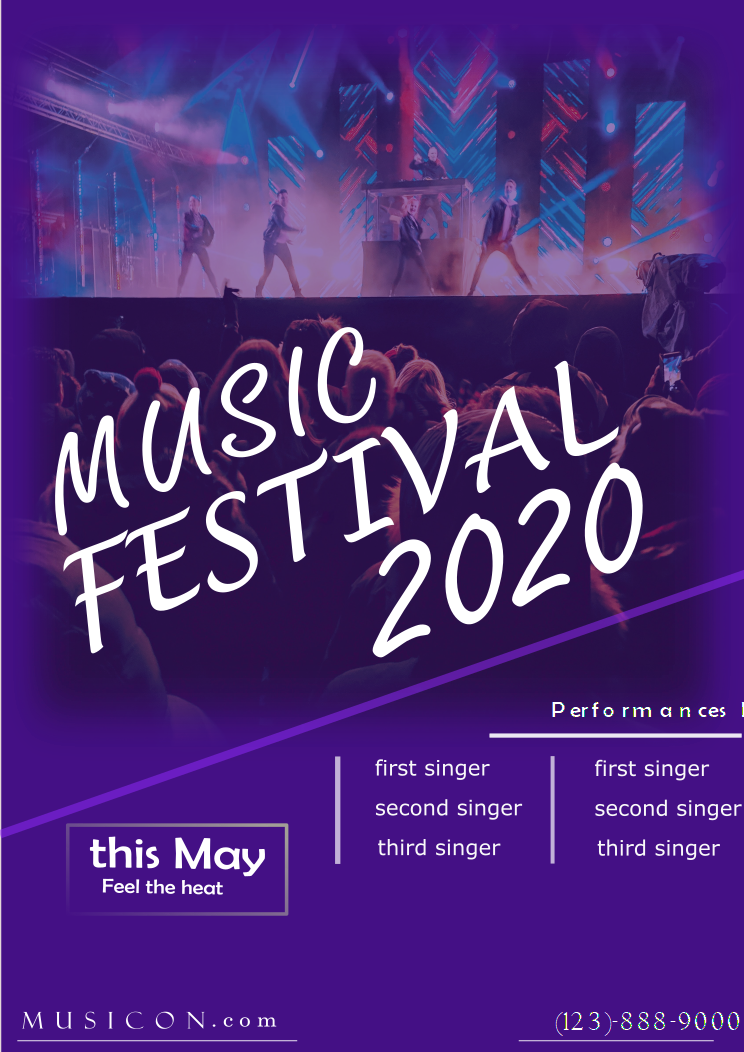 MUSIC
FESTIVAL
2020
Performances
first singer
second singer
third singer
first singer
second singer
third singer
this May
Feel the heat
MUSICON.com
(123)-888-9000